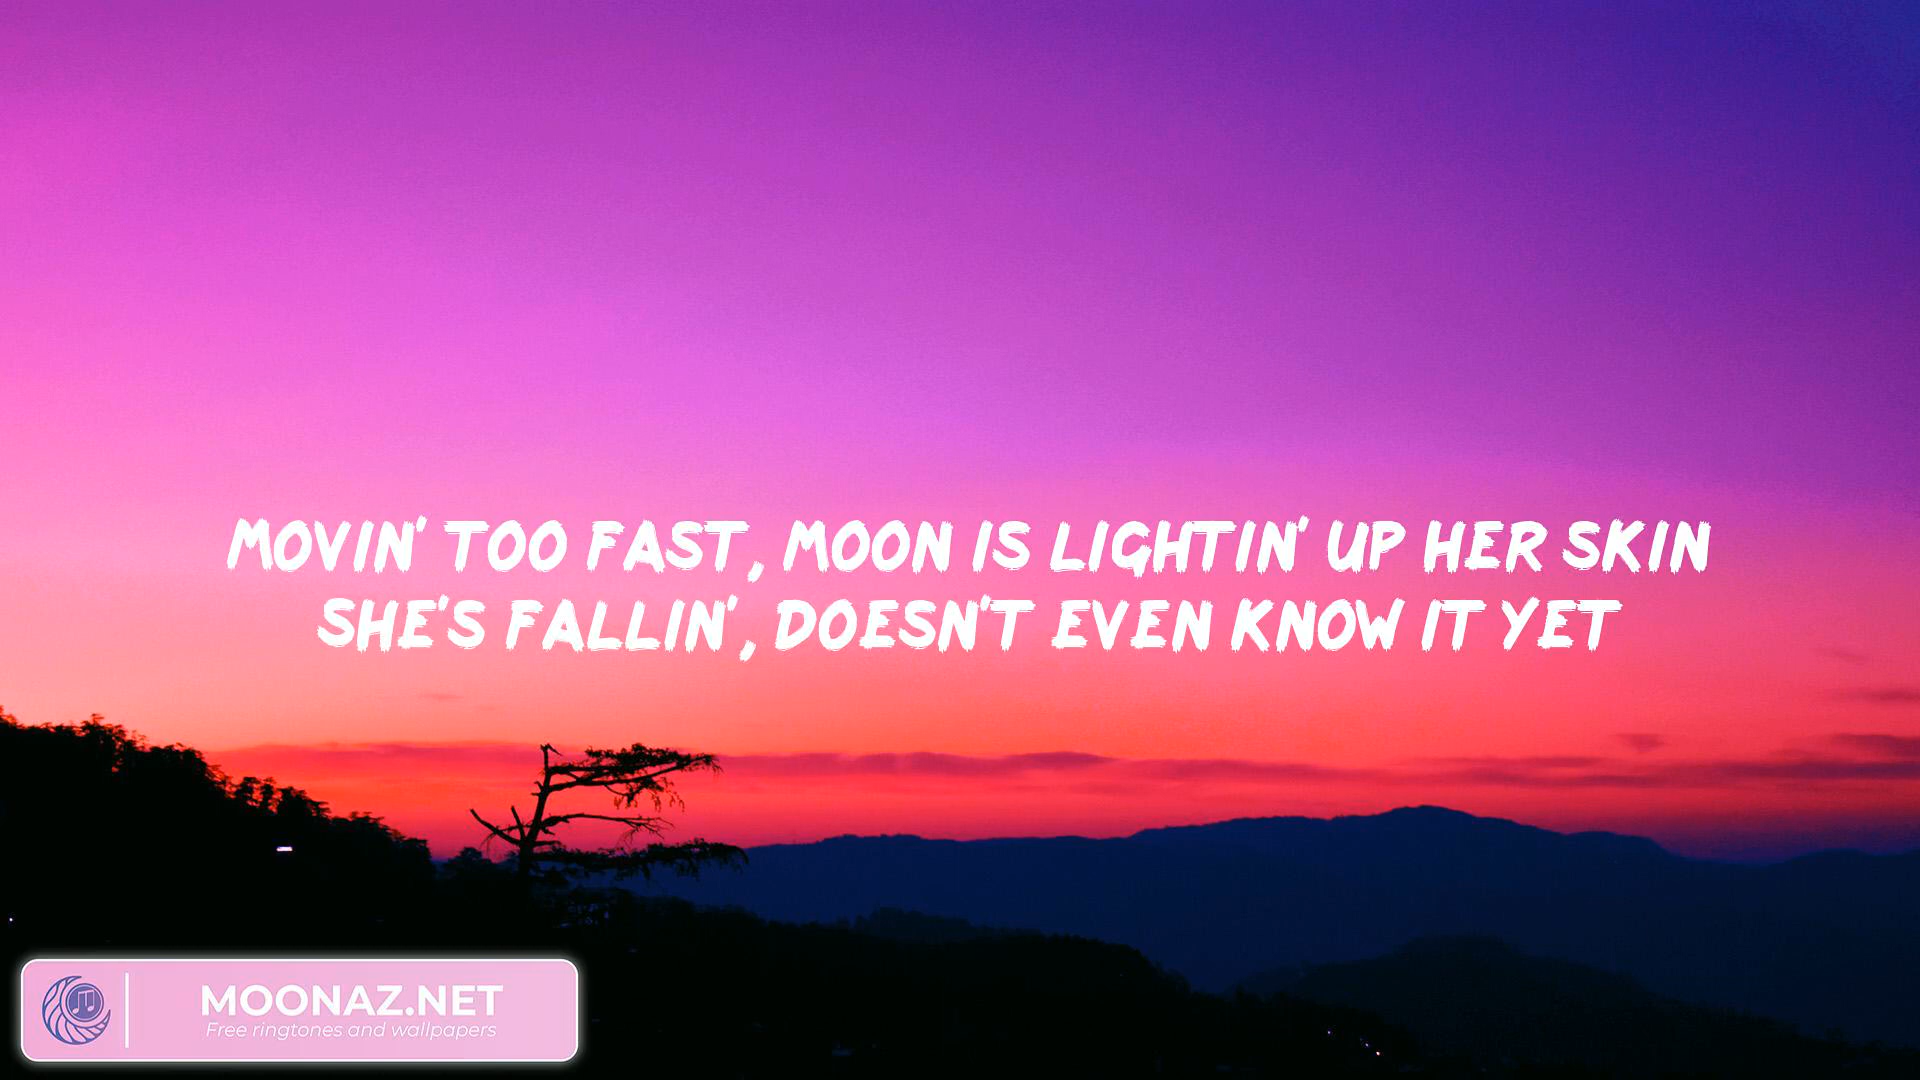 MOVIN' TOO FAST, MOON IS LIGHTIN' UP HER SKIN
SHE'S FALLIN', DOESN'T EVEN KNOW IT YET
MOONAZ.NET
Free ringtones and wallpapers